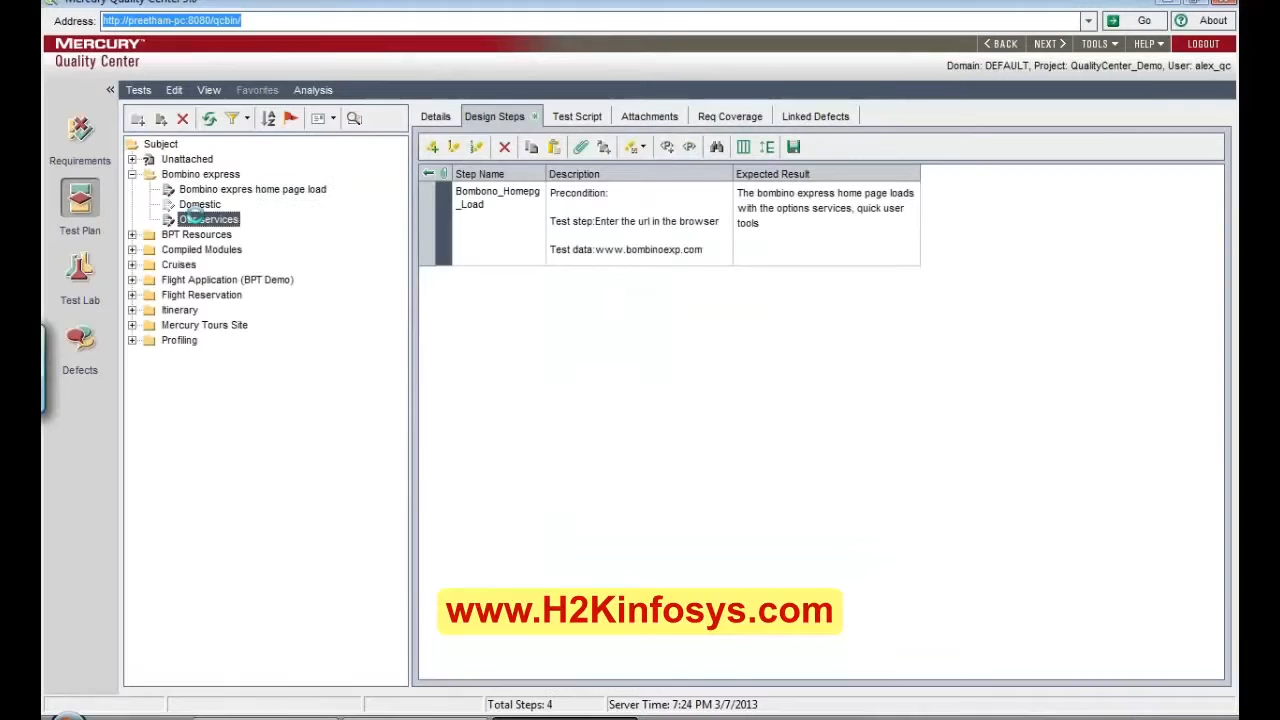 Mercury Quality Center 9.0
Address: http://preetham-pc:8080/qcbin/
Go
About
MERCURY™
Quality Center
BACK
NEXT
TOOLS
HELP
LOGOUT
Domain: DEFAULT, Project: QualityCenter_Demo, User: alex_qc
Tests Edit View Favorites Analysis
Requirements
Test Plan
Test Lab
Defects
Subject
Unattached
Bombino express
Bombino expres home page load
Domestic
services
BPT Resources
Compiled Modules
Cruises
Flight Application (BPT Demo)
Flight Reservation
Itinerary
Mercury Tours Site
Profiling
Details Design Steps Test Script Attachments Req Coverage Linked Defects
Step Name Description Expected Result
Bombono_Homepg
_Load
Precondition:
Test step:Enter the url in the browser
Test data:www.bombinoexp.com
The bombino express home page loads
with the options services, quick user
tools
www.H2Kinfosys.com
Total Steps: 4
Server Time: 7:24 PM 3/7/2013